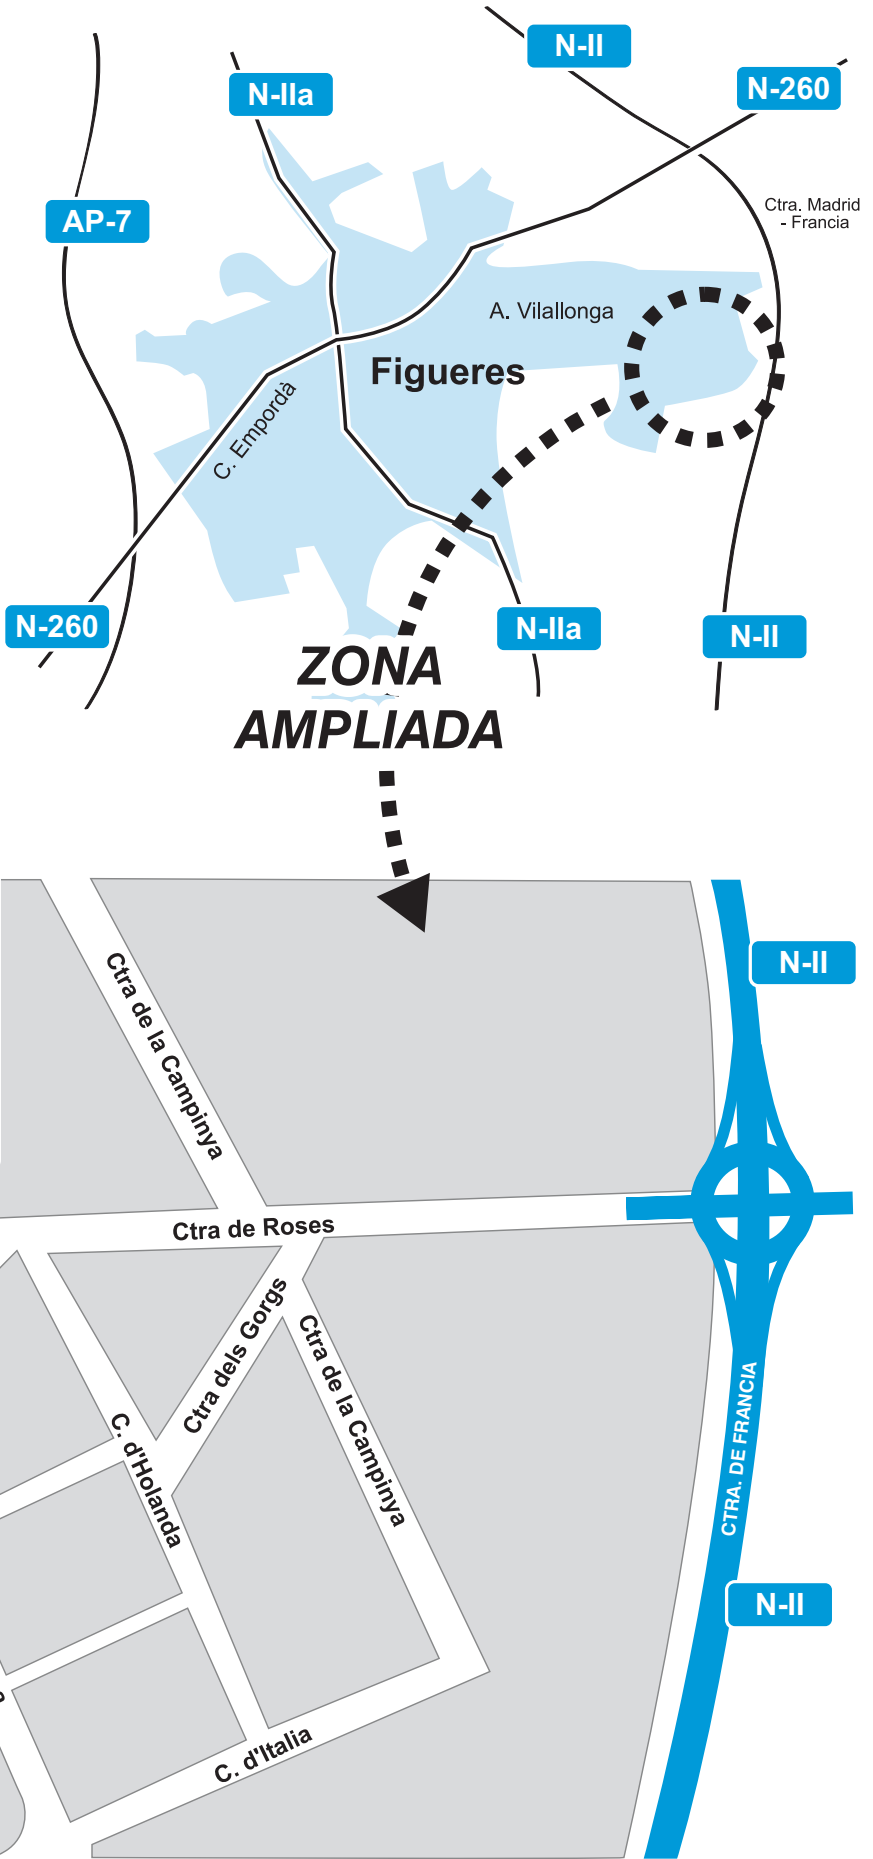 N-II
N-IIa
N-260
AP-7
Ctra. Madrid
- Francia
A. Vilallonga
Figueres
C. Empordà
N-260
N-IIa
N-II
ZONA
AMPLIADA
N-II
Ctra de la Campinya
Ctra de Roses
Ctra dels Gorgs
Ctra de la Campinya
C. d'Holanda
CTRA. DE FRANCIA
N-II
C. d'Italia